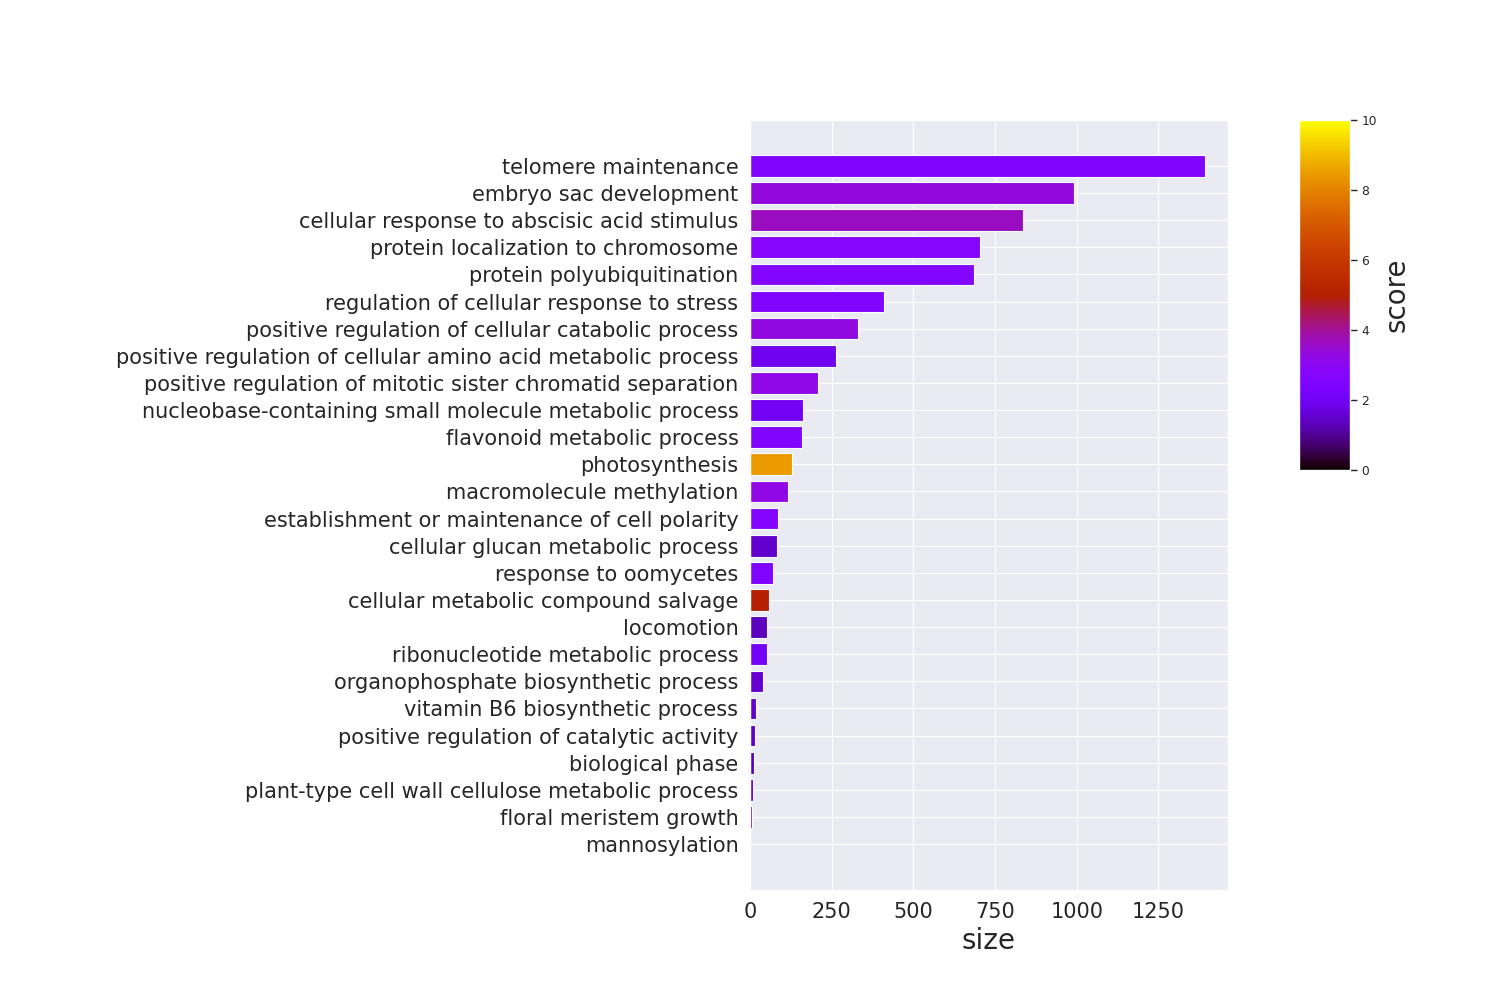 telomere maintenance
embryo sac development
cellular response to abscisic acid stimulus
protein localization to chromosome
protein polyubiquitination
regulation of cellular response to stress
positive regulation of cellular catabolic process
positive regulation of cellular amino acid metabolic process
positive regulation of mitotic sister chromatid separation
nucleobase-containing small molecule metabolic process
flavonoid metabolic process
photosynthesis
macromolecule methylation
establishment or maintenance of cell polarity
cellular glucan metabolic process
response to oomycetes
cellular metabolic compound salvage
locomotion
ribonucleotide metabolic process
organophosphate biosynthetic process
vitamin B6 biosynthetic process
positive regulation of catalytic activity
biological phase
plant-type cell wall cellulose metabolic process
floral meristem growth
mannosylation
0 250 500 750 1000 1250
size
10
8
6
4
2
0
score